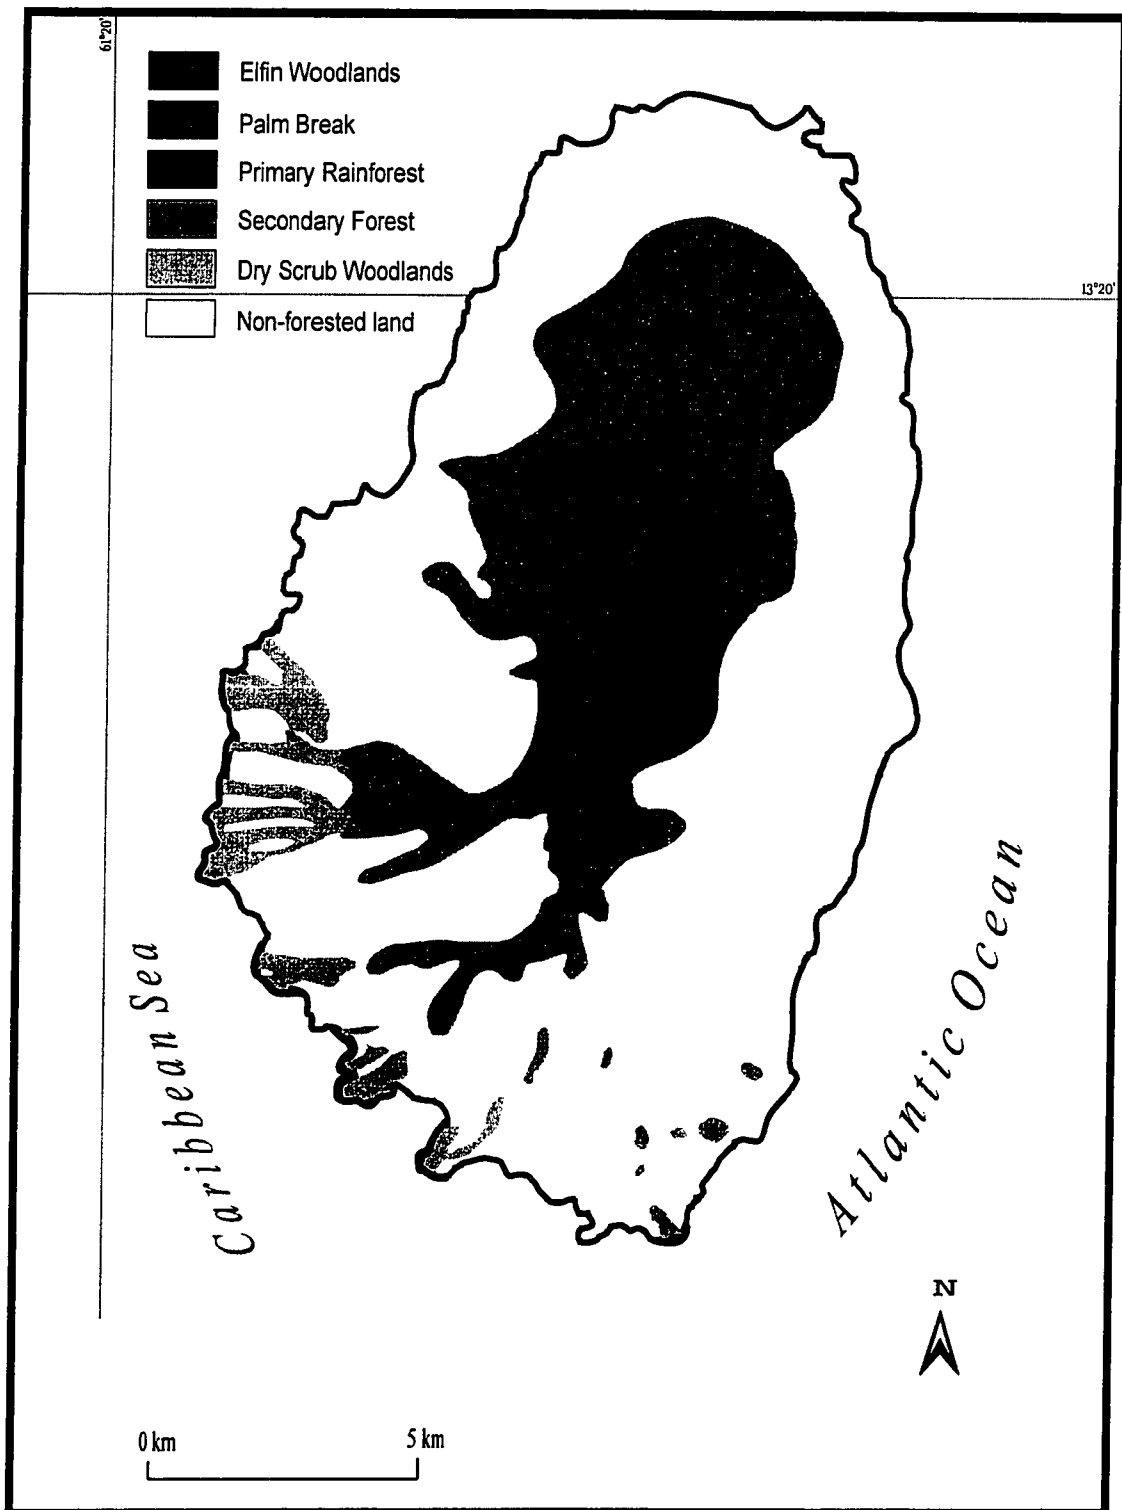 61°20'
Elfin Woodlands
Palm Break
Primary Rainforest
Secondary Forest
Dry Scrub Woodlands
Non-forested land
13°20'
Caribbean Sea
Atlantic Ocean
N
0 km
5 km